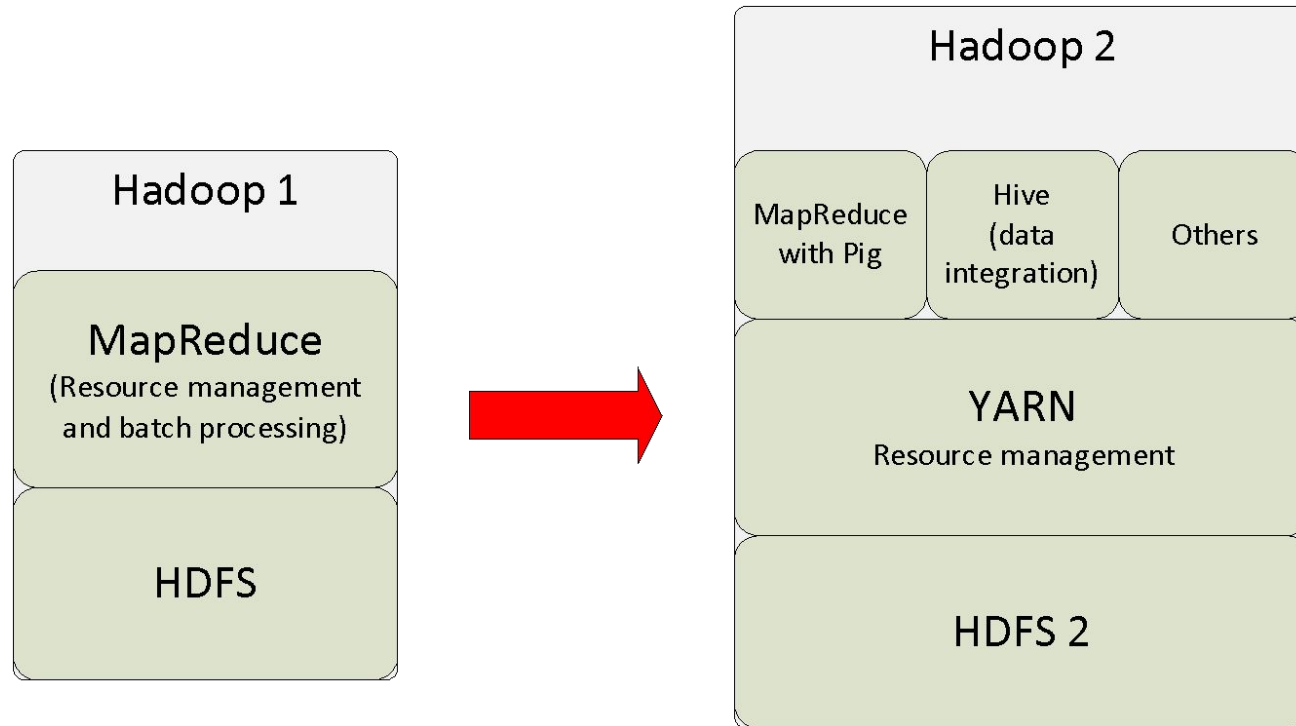 Hadoop 1
MapReduce
(Resource management
and batch processing)
HDFS
Hadoop 2
MapReduce
with Pig
Hive
(data
integration)
Others
YARN
Resource management
HDFS 2